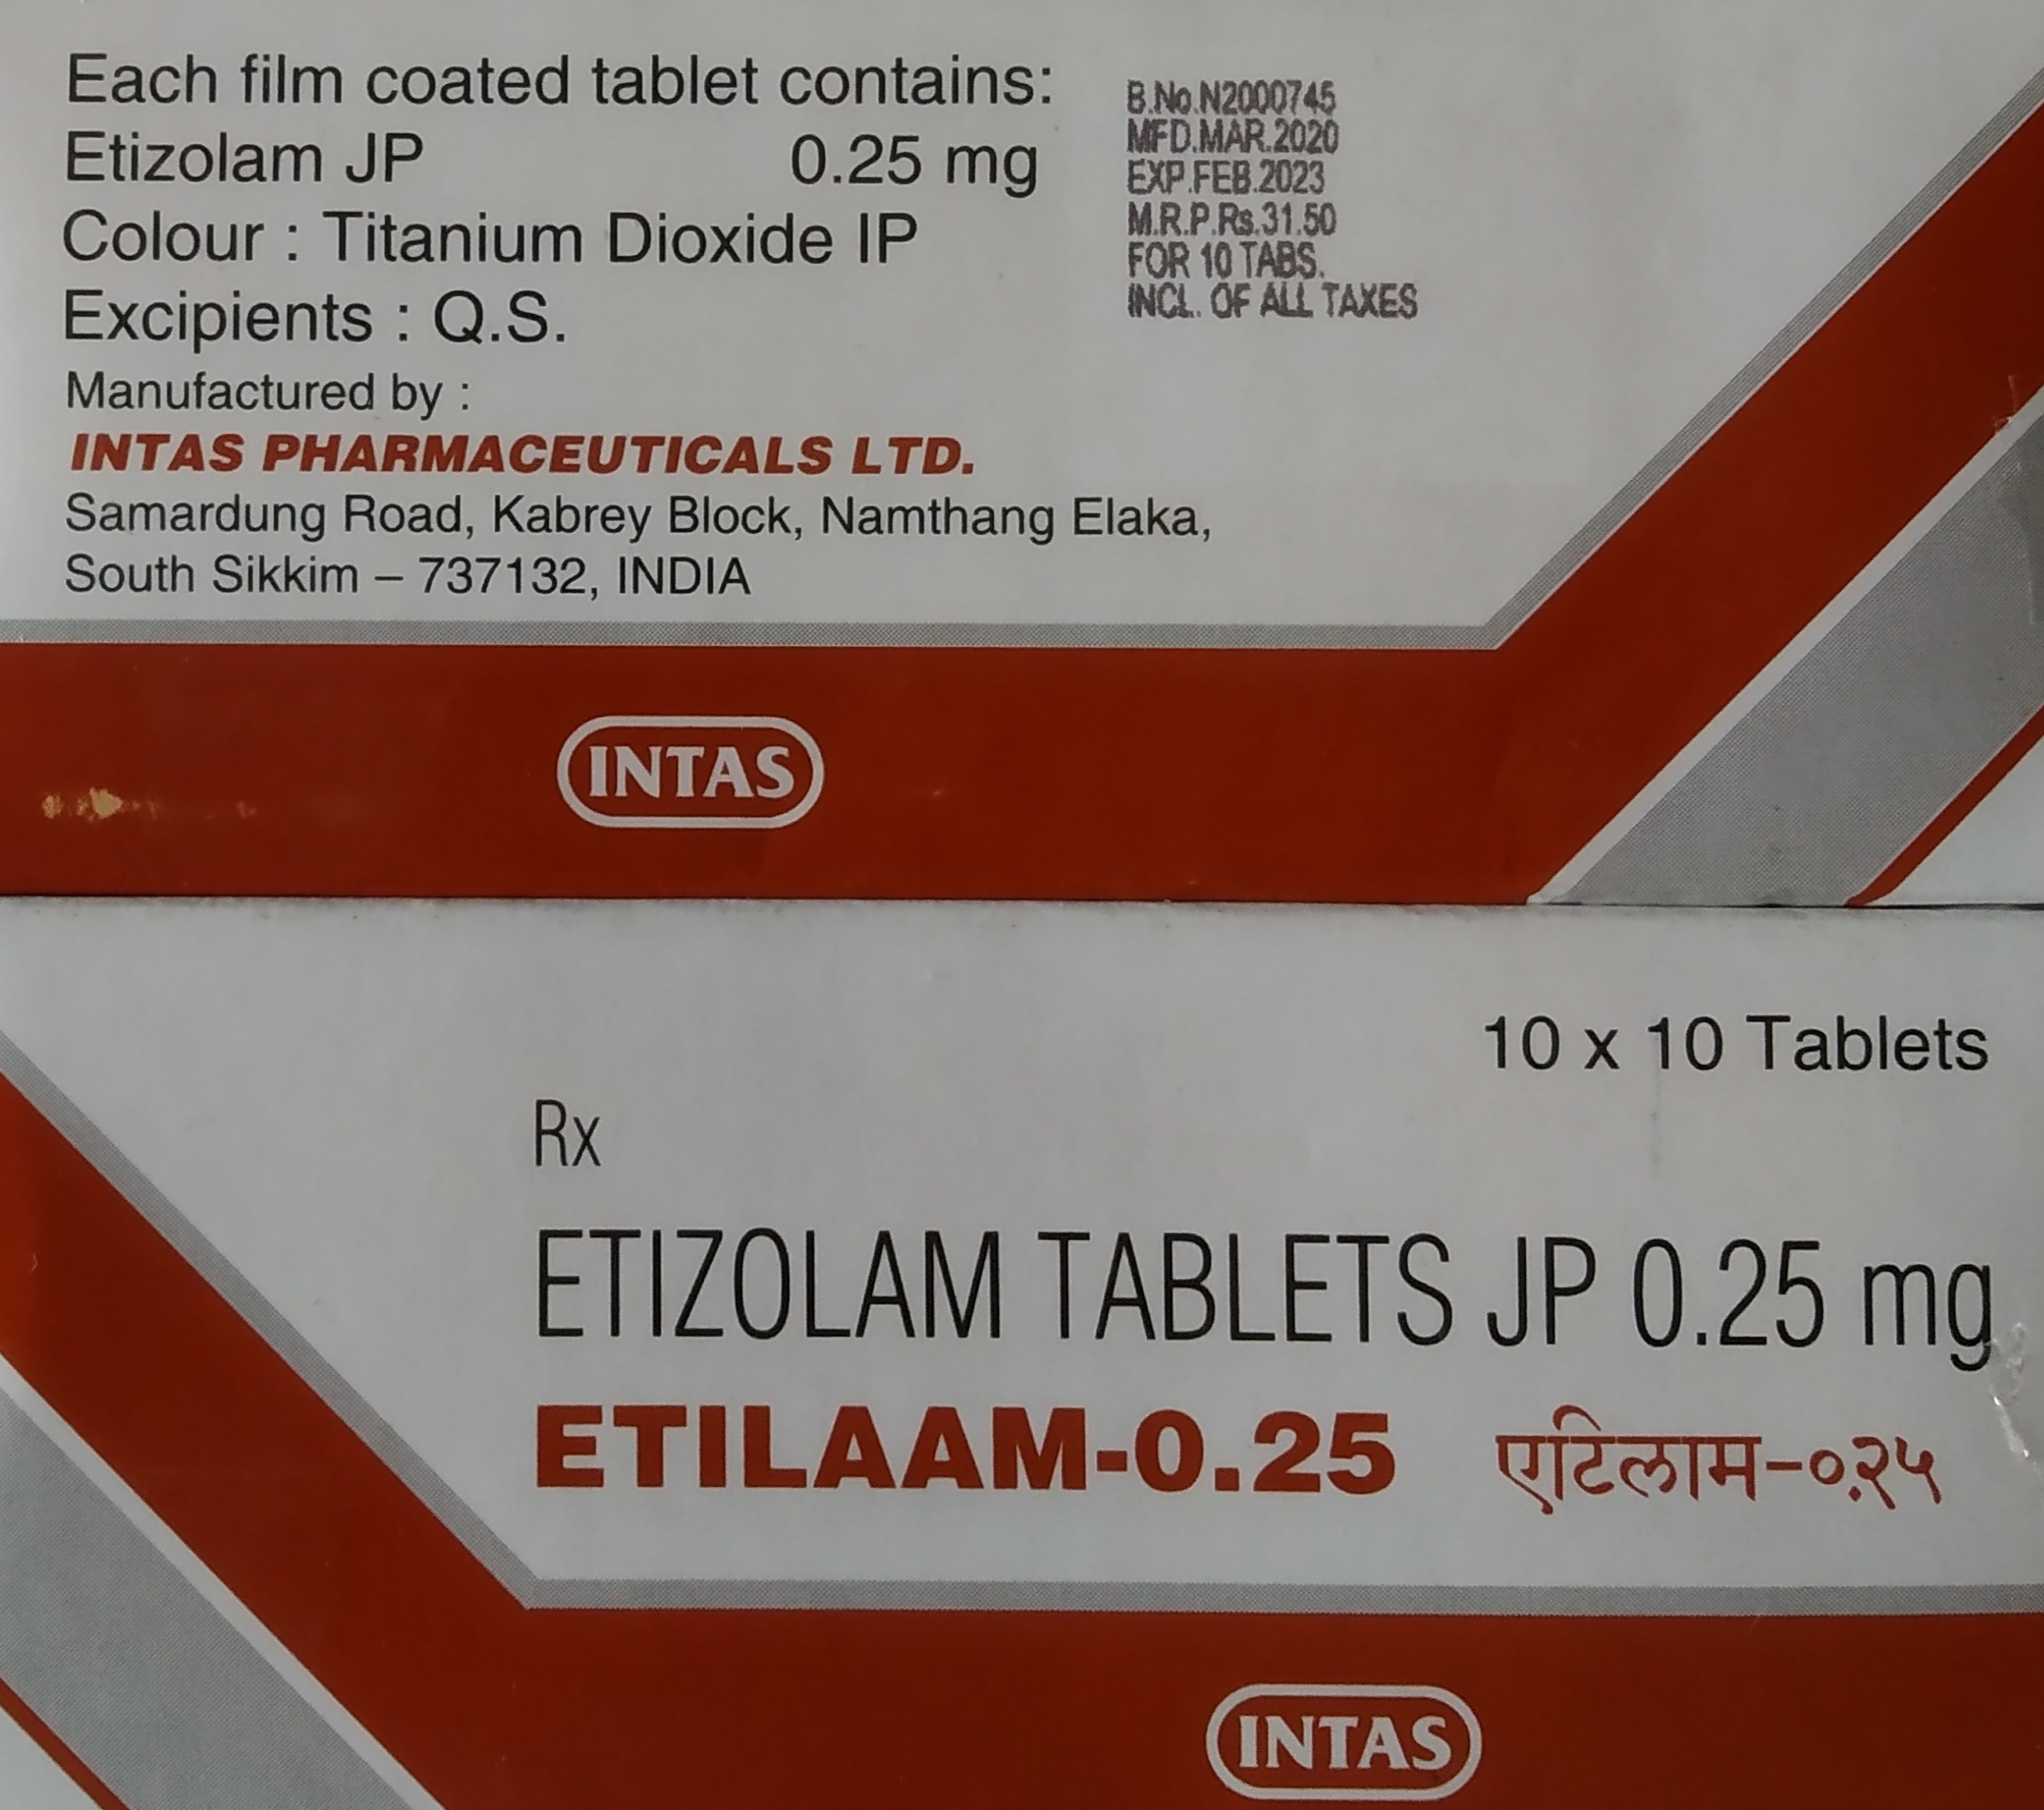 Each film coated tablet contains:
Etizolam JP 0.25 mg
Colour : Titanium Dioxide IP
Excipients : Q.S.
B.No.N2000745
MFD.MAR.2020
EXP.FEB.2023
M.R.P.Rs.31.50
FOR 10 TABS.
INCL. OF ALL TAXES
Manufactured by :
INTAS PHARMACEUTICALS LTD.
Samardung Road, Kabrey Block, Namthang Elaka,
South Sikkim – 737132, INDIA
INTAS
10 x 10 Tablets
Rx
ETIZOLAM TABLETS JP 0.25 mg
ETILAAM-0.25 एटिलाम-०.२५
INTAS